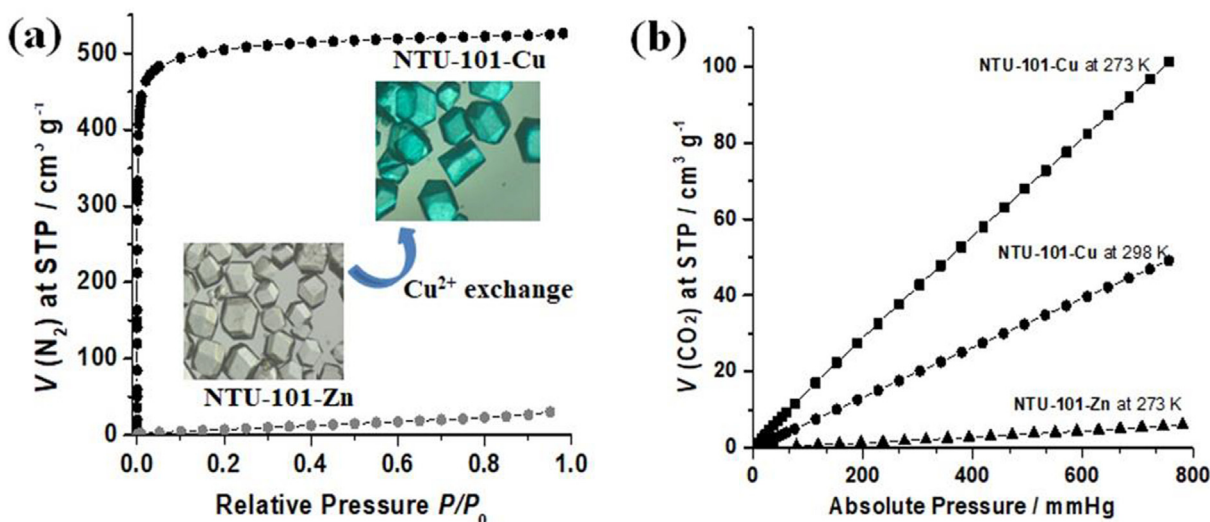 (a)
V (N₂) at STP / cm³ g⁻¹
500
400
300
200
100
0
NTU-101-Cu
Cu²⁺ exchange
NTU-101-Zn
0.0 0.2 0.4 0.6 0.8 1.0
Relative Pressure P/P₀
(b)
V (CO₂) at STP / cm³ g⁻¹
100
80
60
40
20
0
NTU-101-Cu at 273 K
NTU-101-Cu at 298 K
NTU-101-Zn at 273 K
0 200 400 600 800
Absolute Pressure / mmHg